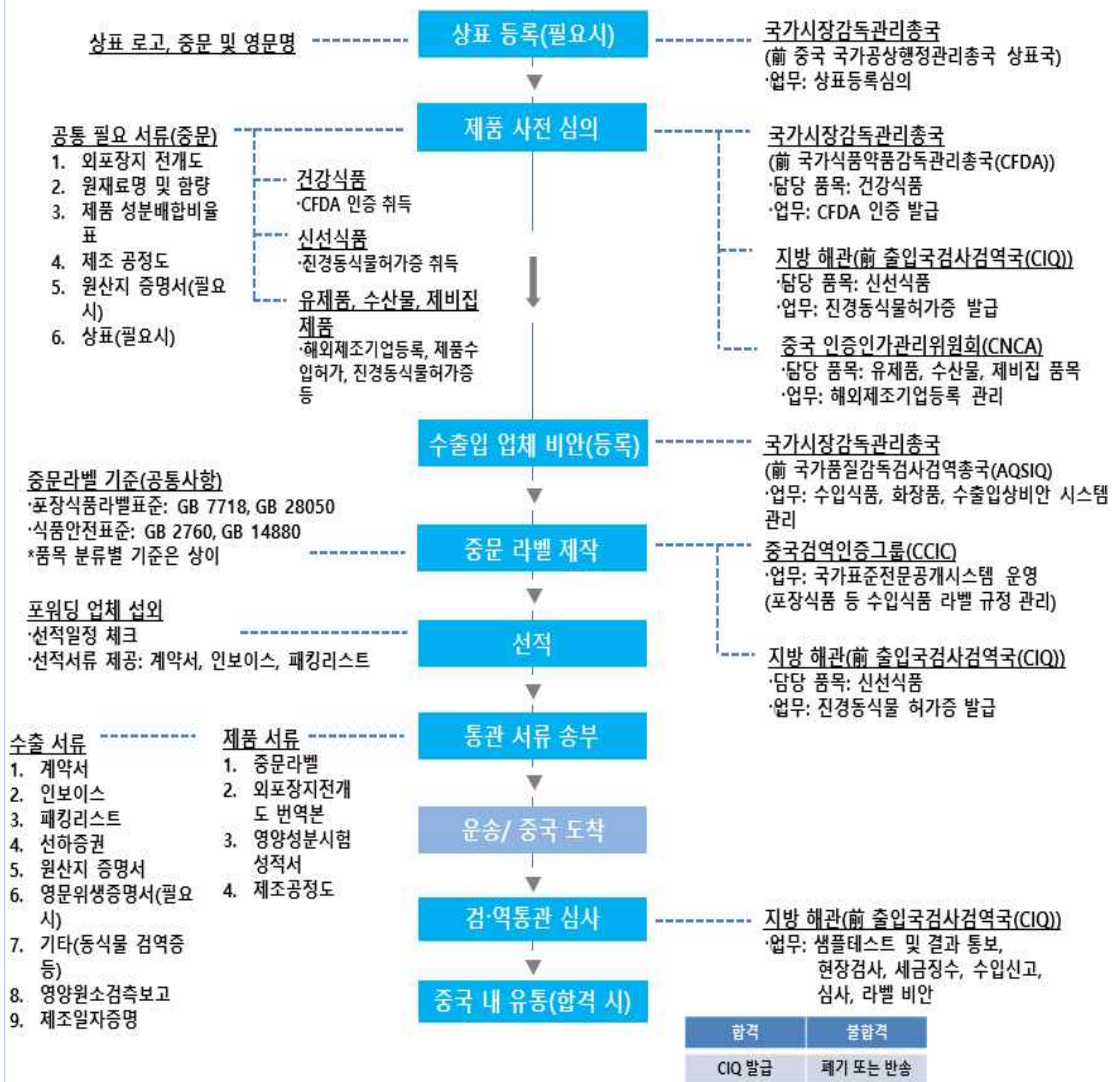 상표 등록(필요시)
상표 로고, 중문 및 영문명
국가시장감독관리총국
(前 중국 국가공상행정관리총국 상표국)
·업무: 상표등록심의
제품 사전 심의
공통 필요 서류(중문)
1. 외포장지 전개도
2. 원재료명 및 함량
3. 제품 성분배합비율
표
4. 제조 공정도
5. 원산지 증명서(필요
시)
6. 상표(필요시)
건강식품
·CFDA 인증 취득
신선식품
·진경동식물허가증 취득
유제품, 수산물, 제비집
제품
·해외제조기업등록, 제품수
입허가, 진경동식물허가증
등
국가시장감독관리총국
(前 국가식품약품감독관리총국(CFDA))
·담당 품목: 건강식품
·업무: CFDA 인증 발급
지방 해관(前 출입국검사검역국(CIQ))
·담당 품목: 신선식품
·업무: 진경동식물허가증 발급
중국 인증인가관리위원회(CNCA)
·담당 품목: 유제품, 수산물, 제비집 품목
·업무: 해외제조기업등록 관리
수출입 업체 비안(등록)
국가시장감독관리총국
(前 국가품질감독검사검역총국(AQSIQ)
·업무: 수입식품, 화장품, 수출입상비안 시스템
관리
중문라벨 기준(공통사항)
·포장식품라벨표준: GB 7718, GB 28050
·식품안전표준: GB 2760, GB 14880
*품목 분류별 기준은 상이
중문 라벨 제작
중국검역인증그룹(CCIC)
·업무: 국가표준전문공개시스템 운영
(포장식품 등 수입식품 라벨 규정 관리)
지방 해관(前 출입국검사검역국(CIQ))
·담당 품목: 신선식품
·업무: 진경동식물 허가증 발급
포워딩 업체 섭외
·선적일정 체크
·선적서류 제공: 계약서, 인보이스, 패킹리스트
선적
통관 서류 송부
수출 서류
1. 계약서
2. 인보이스
3. 패킹리스트
4. 선하증권
5. 원산지 증명서
6. 영문위생증명서(필요
시)
7. 기타(동식물 검역증
등)
8. 영양원소검측보고
9. 제조일자증명
제품 서류
1. 중문라벨
2. 외포장지전개
도 번역본
3. 영양성분시험
성적서
4. 제조공정도
운송/ 중국 도착
검·역통관 심사
지방 해관(前 출입국검사검역국(CIQ))
·업무: 샘플테스트 및 결과 통보,
현장검사, 세금징수, 수입신고,
심사, 라벨 비안
중국 내 유통(합격 시)
합격 불합격
CIQ 발급 폐기 또는 반송